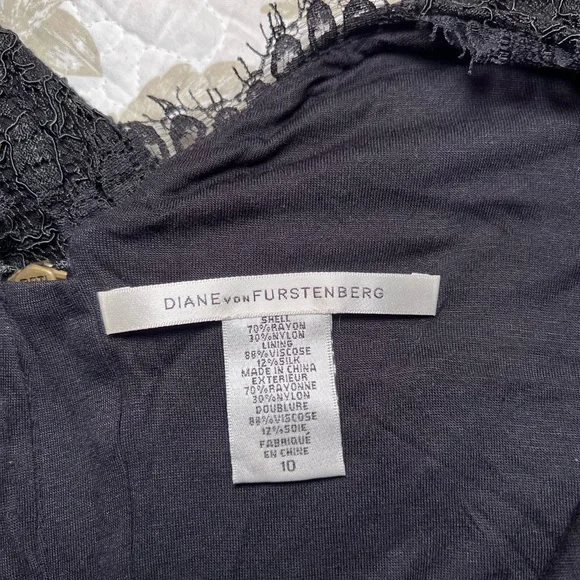 DIANE VON FURSTENBERG
SHELL
70%RAYON
30%NYLON
LINING
88%VISCOSE
12%SILK
MADE IN CHINA
EXTERIEUR
70%RAYONNE
30%NYLON
DOUBLURE
88%VISCOSE
12%SOIE
FABRIQUÉ
EN CHINE
10